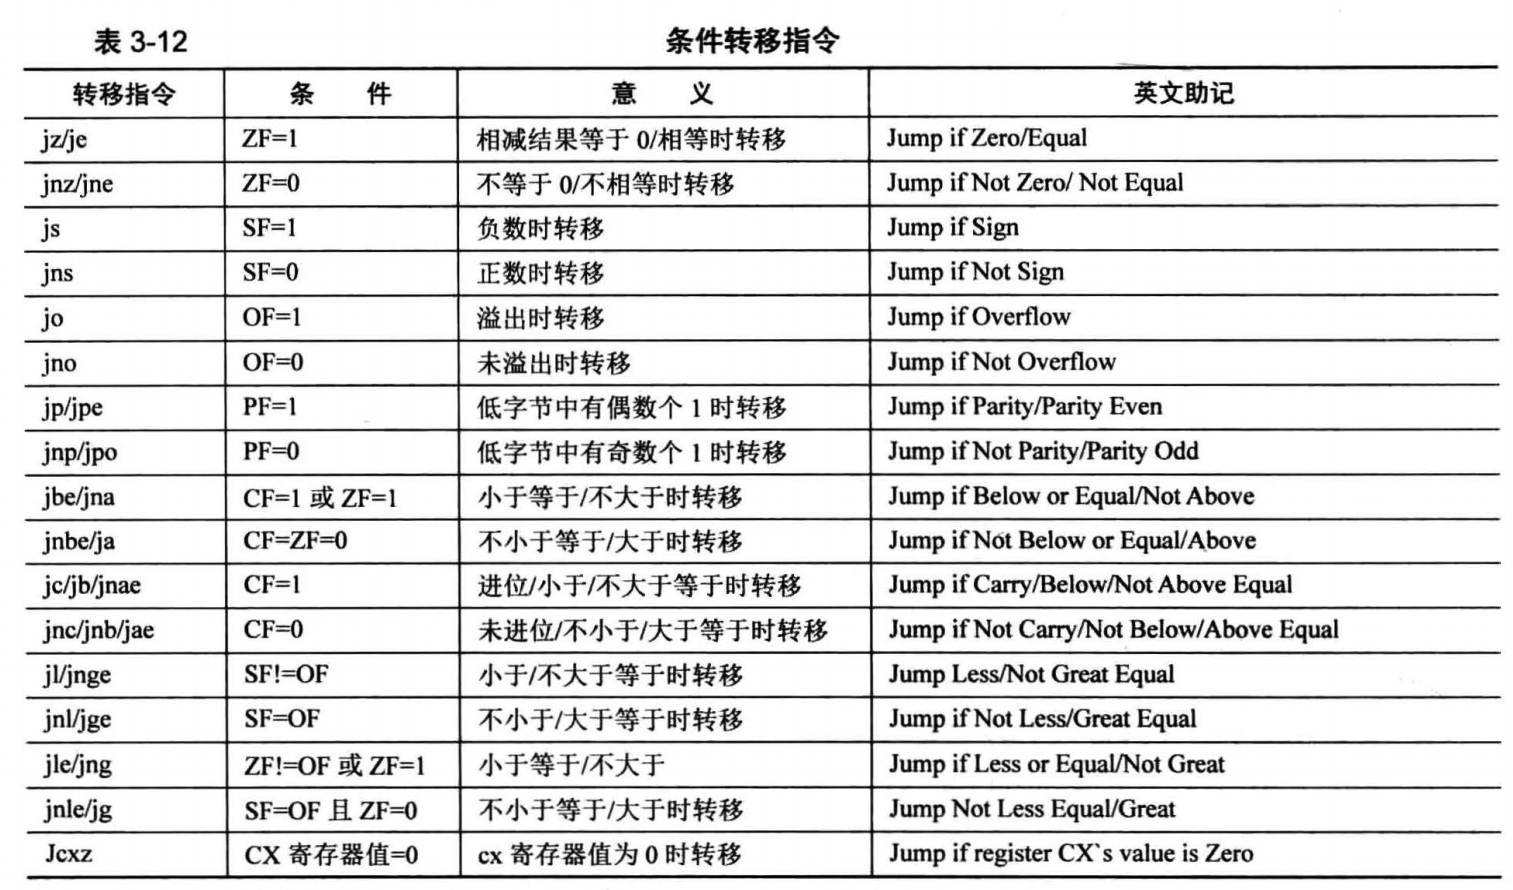 表 3-12 条件转移指令
转移指令 条 件 意 义 英文助记
jz/je ZF=1 相减结果等于 0/相等时转移 Jump if Zero/Equal
jnz/jne ZF=0 不等于 0/不相等时转移 Jump if Not Zero/ Not Equal
js SF=1 负数时转移 Jump if Sign
jns SF=0 正数时转移 Jump if Not Sign
jo OF=1 溢出时转移 Jump if Overflow
jno OF=0 未溢出时转移 Jump if Not Overflow
jp/jpe PF=1 低字节中有偶数个 1 时转移 Jump if Parity/Parity Even
jnp/jpo PF=0 低字节中有奇数个 1 时转移 Jump if Not Parity/Parity Odd
jbe/jna CF=1 或 ZF=1 小于等于/不大于时转移 Jump if Below or Equal/Not Above
jnbe/ja CF=ZF=0 不小于等于/大于时转移 Jump if Not Below or Equal/Above
jc/jb/jnae CF=1 进位/小于/不大于等于时转移 Jump if Carry/Below/Not Above Equal
jnc/jnb/jae CF=0 未进位/不小于/大于等于时转移 Jump if Not Carry/Not Below/Above Equal
jl/jnge SF!=OF 小于/不大于等于时转移 Jump Less/Not Great Equal
jnl/jge SF=OF 不小于/大于等于时转移 Jump if Not Less/Great Equal
jle/jng ZF!=OF 或 ZF=1 小于等于/不大于 Jump if Less or Equal/Not Great
jnle/jg SF=OF 且 ZF=0 不小于等于/大于时转移 Jump Not Less Equal/Great
Jcxz CX 寄存器值=0 cx 寄存器值为 0 时转移 Jump if register CX`s value is Zero